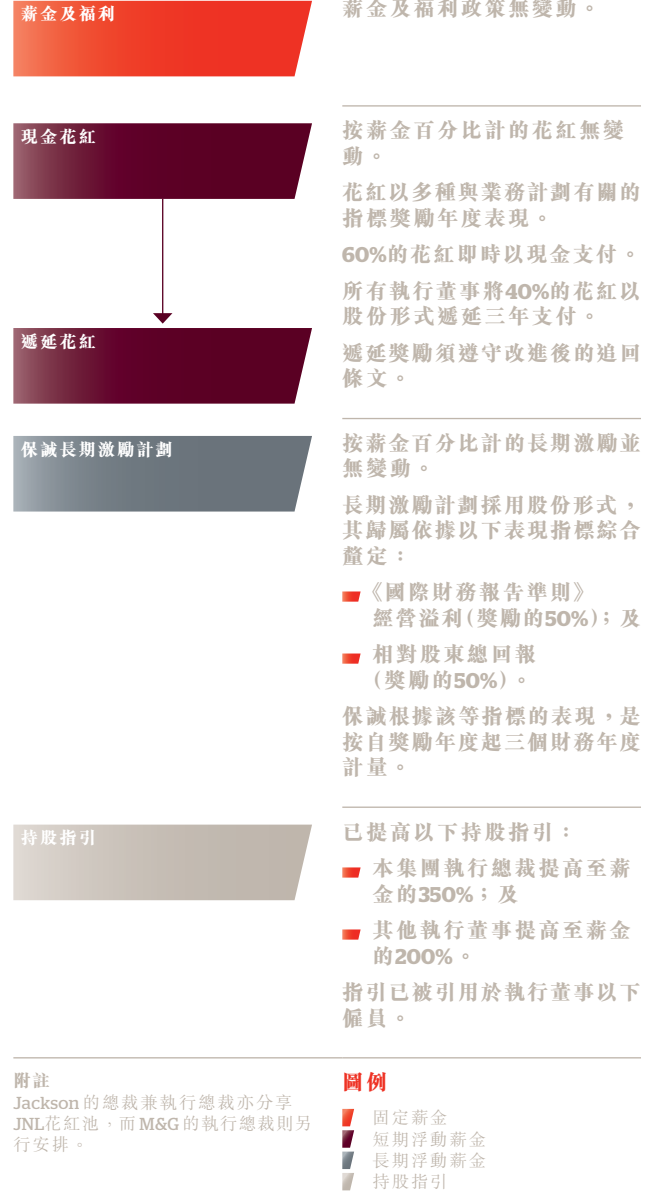 薪金及福利
薪金及福利政策無變動。
現金花紅
按薪金百分比計的花紅無變
動。
花紅以多種與業務計劃有關的
指標獎勵年度表現。
60%的花紅即時以現金支付。
所有執行董事將40%的花紅以
股份形式遞延三年支付。
遞延花紅
遞延獎勵須遵守改進後的追回
條文。
保誠長期激勵計劃
按薪金百分比計的長期激勵並
無變動。
長期激勵計劃採用股份形式，
其歸屬依據以下表現指標綜合
釐定：
《國際財務報告準則》
經營溢利(獎勵的50%)；及
相對股東總回報
(獎勵的50%)。
保誠根據該等指標的表現，是
按自獎勵年度起三個財務年度
計量。
持股指引
已提高以下持股指引：
本集團執行總裁提高至薪
金的350%；及
其他執行董事提高至薪金
的200%。
指引已被引用於執行董事以下
僱員。
附註
Jackson 的總裁兼執行總裁亦分享
JNL花紅池，而 M&G 的執行總裁則另
行安排。
圖例
固定薪金
短期浮動薪金
長期浮動薪金
持股指引